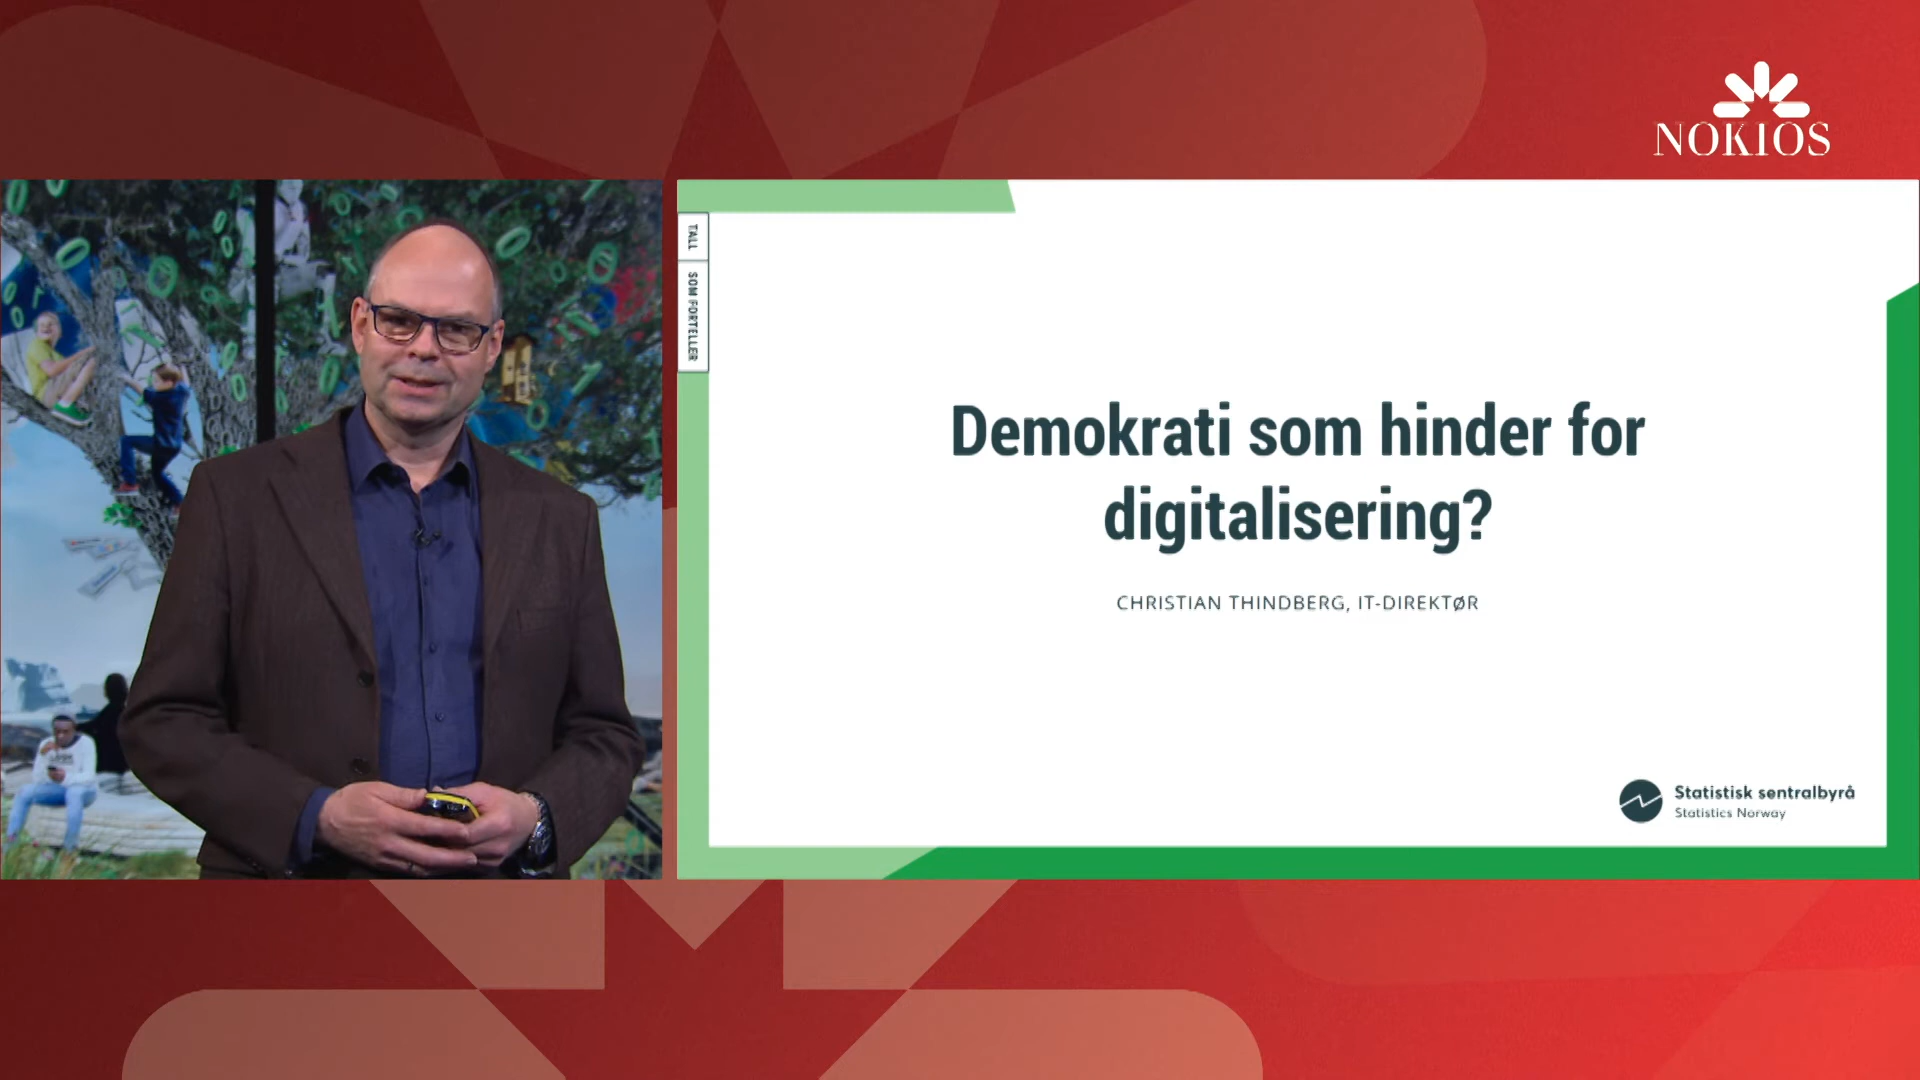 NOKIOS
TALL
SOM FORTELLER
Demokrati som hinder for
digitalisering?
CHRISTIAN THINDBERG, IT-DIREKTØR
Statistisk sentralbyrå
Statistics Norway